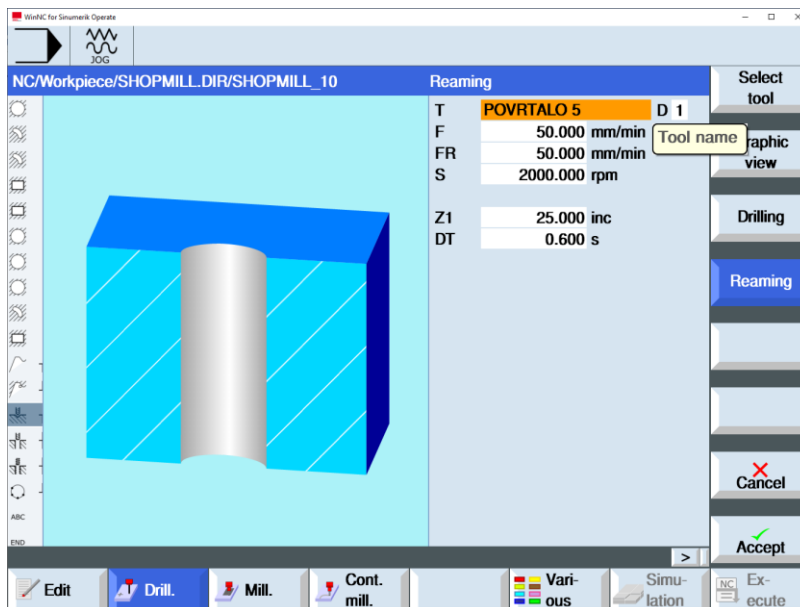 WinNC for Sinumerik Operate
JOG
NC/Workpiece/SHOPMILL.DIR/SHOPMILL_10
Reaming
T POVRTALO 5 D 1
F 50.000 mm/min
Tool name
FR 50.000 mm/min
S 2000.000 rpm
Z1 25.000 inc
DT 0.600 s
ABC
END
Select
tool
raphic
view
Drilling
Reaming
Cancel
Accept
>
Edit
Drill.
Mill.
Cont.
mill.
Vari-
ous
Simu-
lation
NC
Ex-
ecute